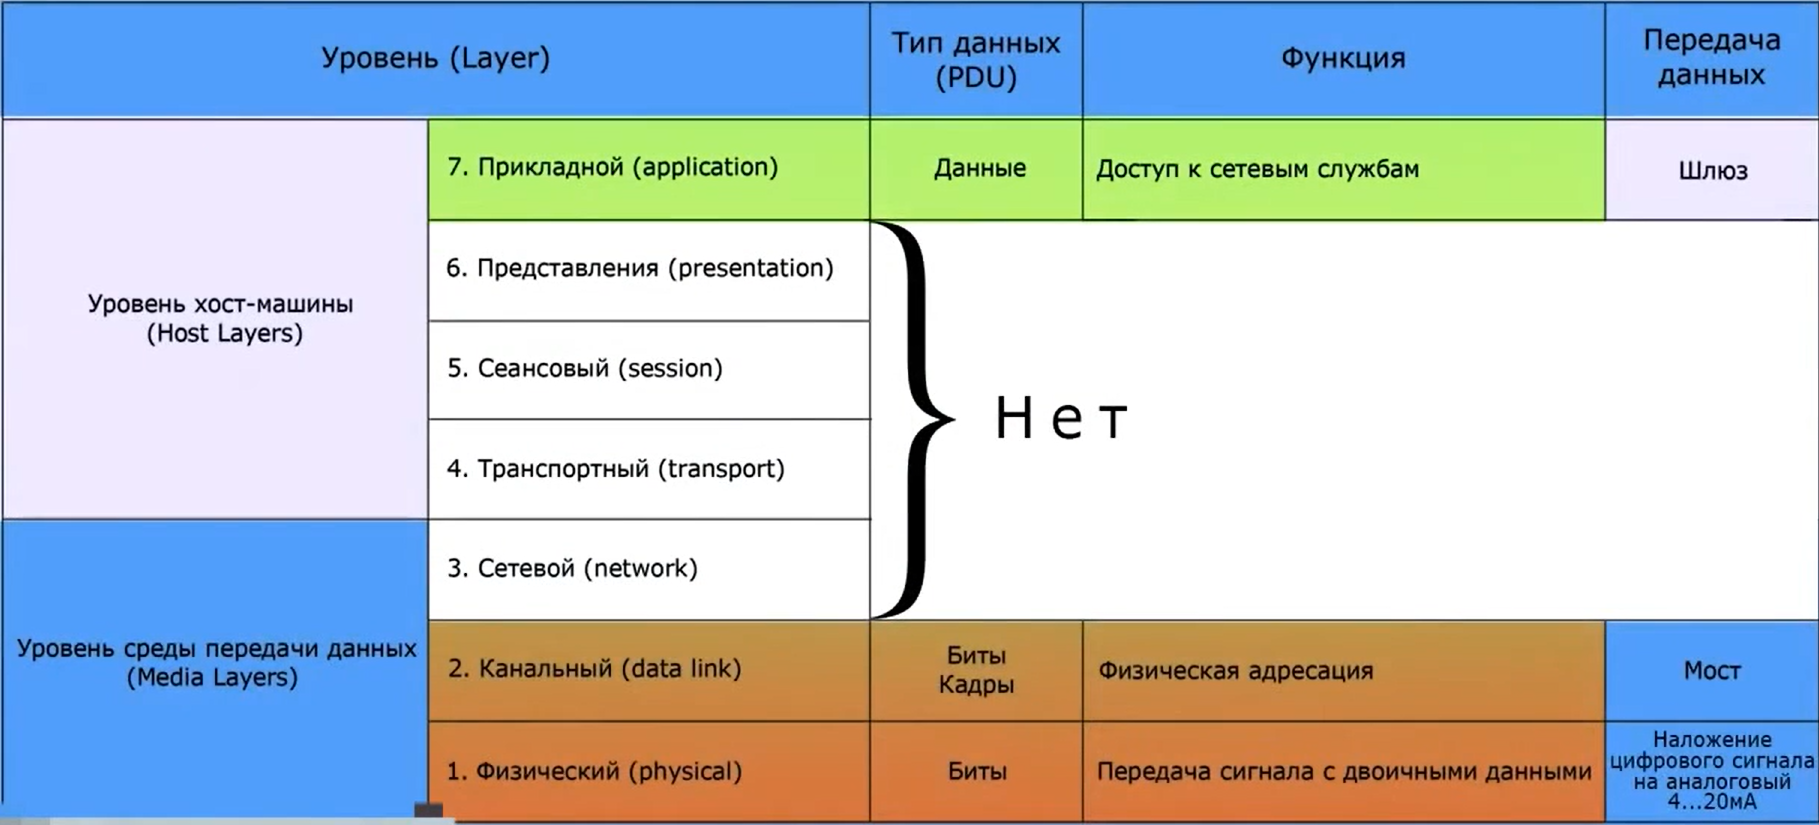 Уровень (Layer)
Тип данных
(PDU)
Функция
Передача
данных
Уровень хост-машины
(Host Layers)
7. Прикладной (application)
Данные
Доступ к сетевым службам
Шлюз
6. Представления (presentation)
5. Сеансовый (session)
4. Транспортный (transport)
Нет
Уровень среды передачи данных
(Media Layers)
3. Сетевой (network)
2. Канальный (data link)
Биты
Кадры
Физическая адресация
Мост
1. Физический (physical)
Биты
Передача сигнала с двоичными данными
Наложение
цифрового сигнала
на аналоговый
4...20мА